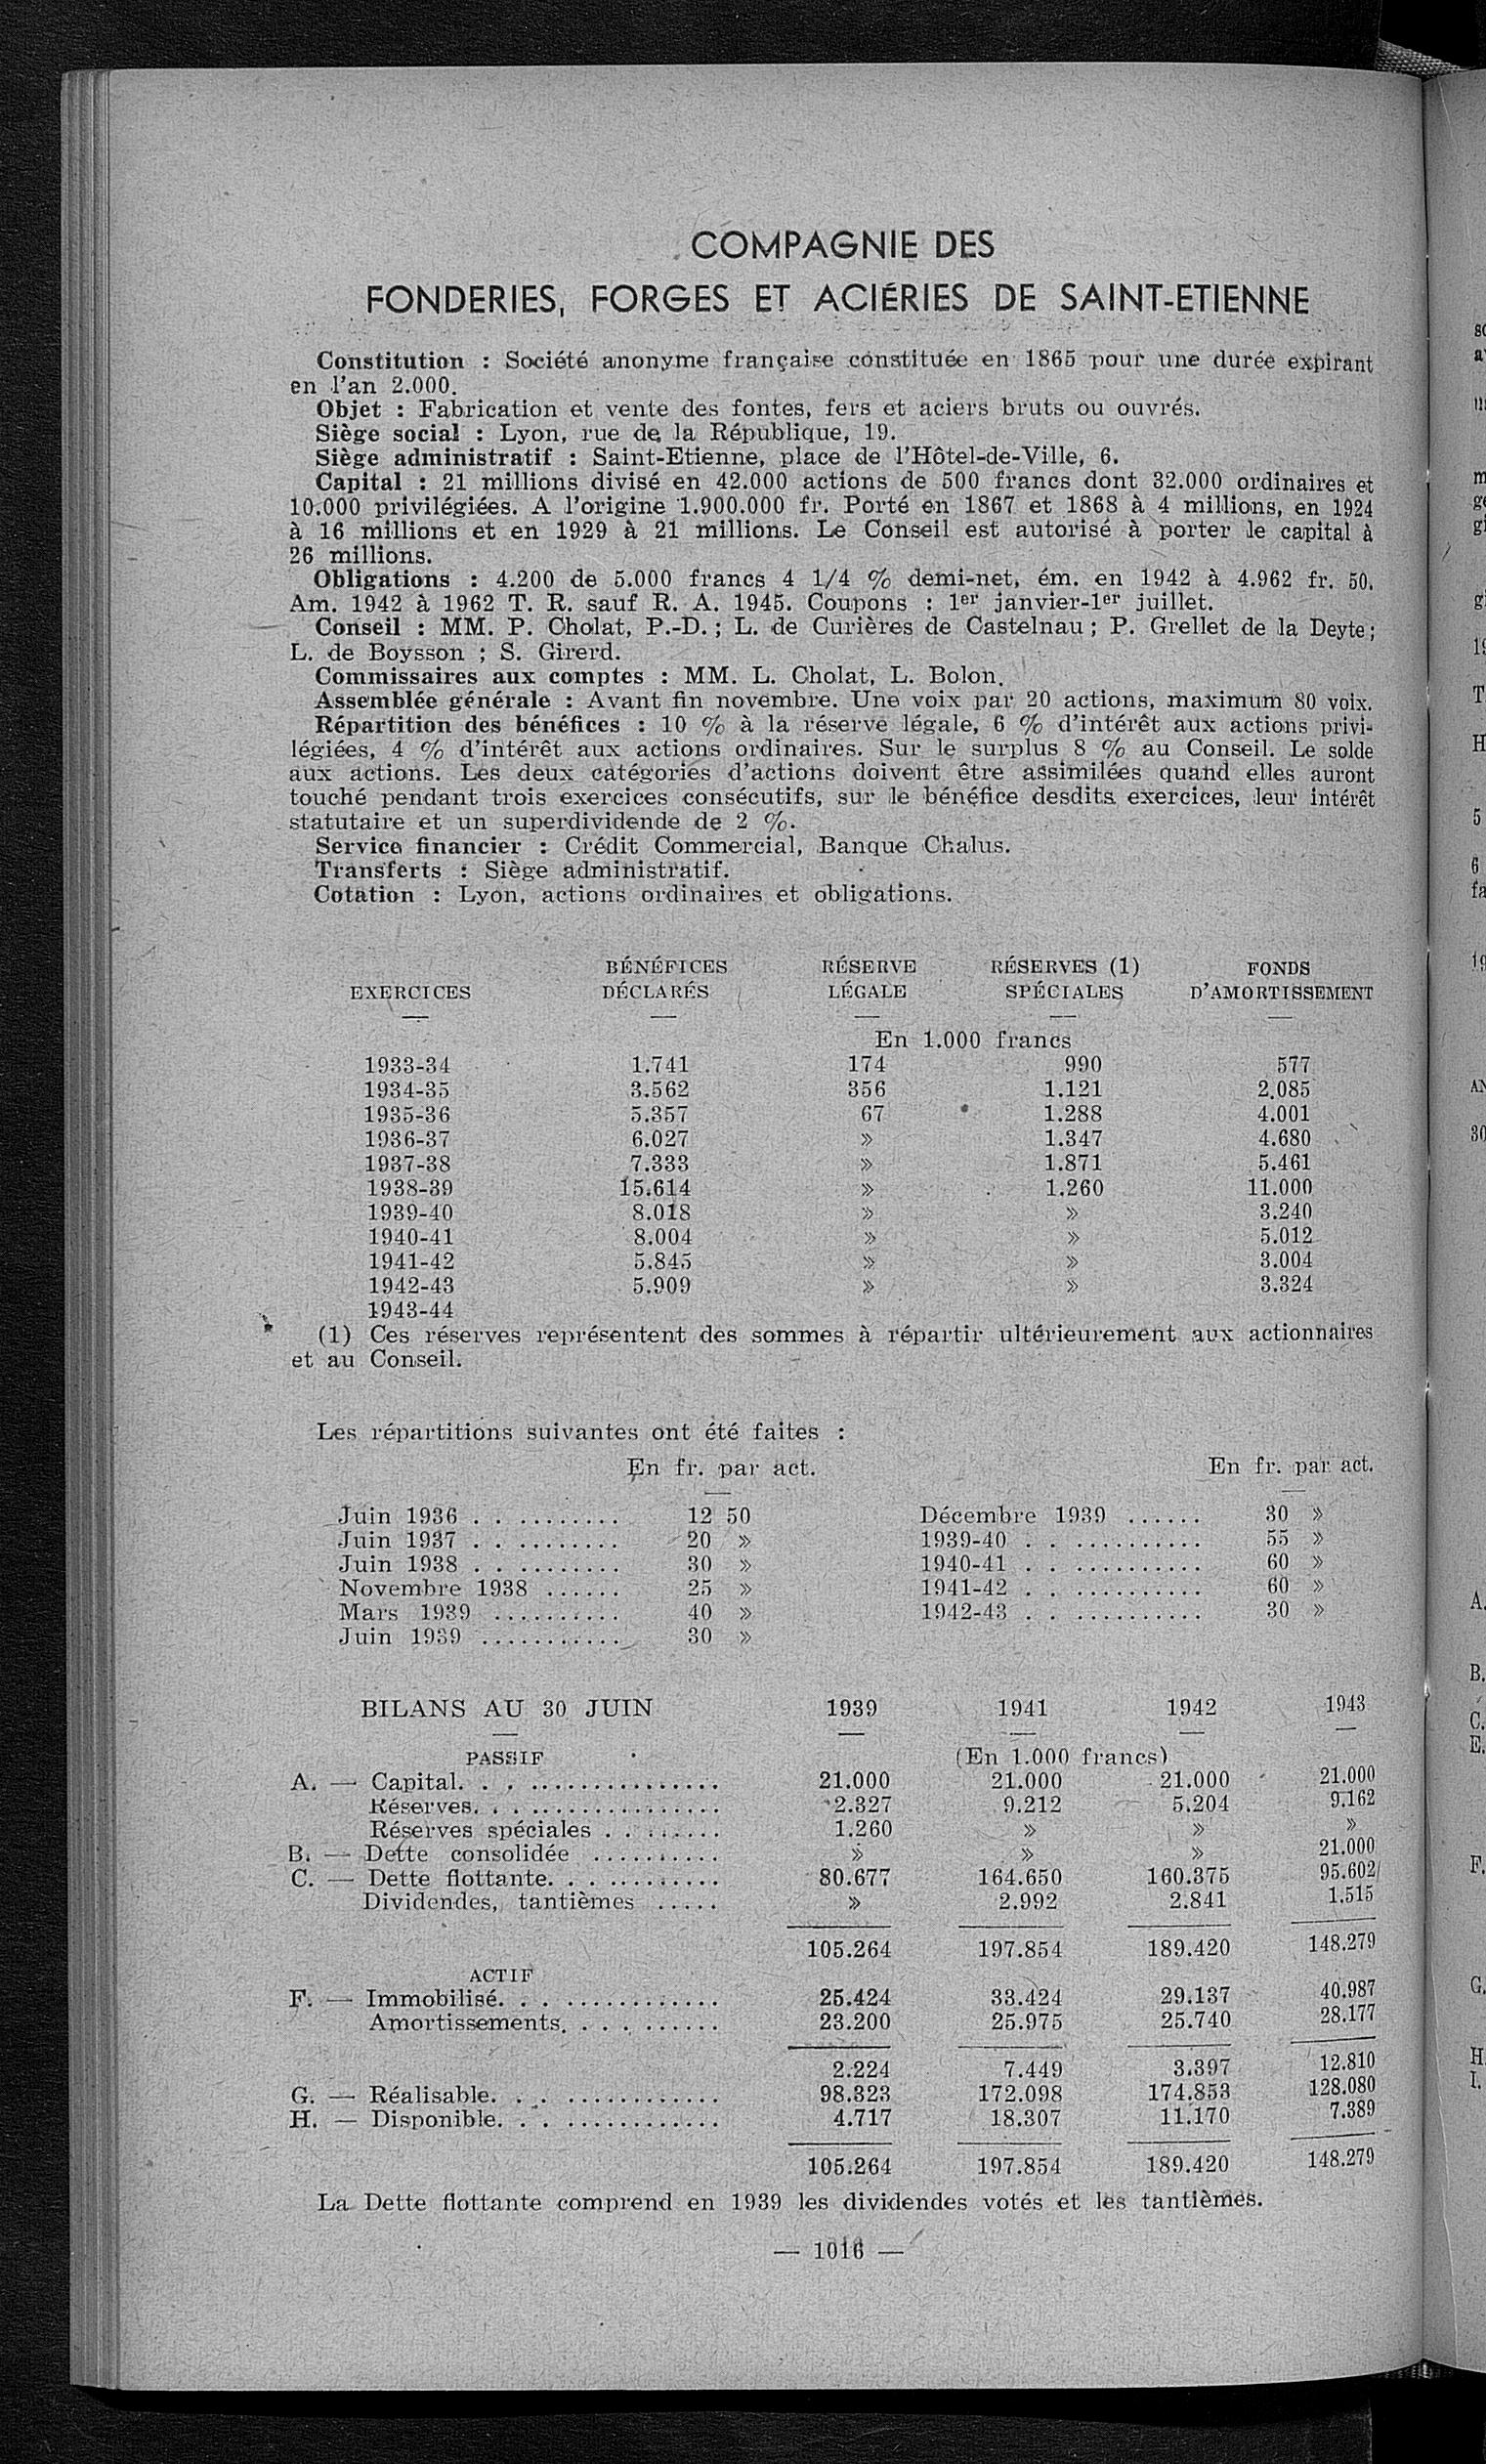 COMPAGNIE DES
FONDERIES, FORGES ET ACIÉRIES DE SAINT-ETIENNE
Constitution : Société anonyme française constituée en 1865 pour une durée expirant
en l'an 2.000.
Objet : Fabrication et vente des fontes, fers et aciers bruts ou ouvrés.
Siège social : Lyon, rue de la République, 19.
Siège administratif : Saint-Etienne, place de l'Hôtel-de-Ville, 6.
Capital : 21 millions divisé en 42.000 actions de 500 francs dont 32.000 ordinaires et
10.000 privilégiées. A l'origine 1.900.000 fr. Porté en 1867 et 1868 à 4 millions, en 1924
à 16 millions et en 1929 à 21 millions. Le Conseil est autorisé à porter le capital à
26 millions.
Obligations : 4.200 de 5.000 francs 4 1/4 % demi-net, ém. en 1942 à 4.962 fr. 50.
Am. 1942 à 1962 T. R. sauf R. A. 1945. Coupons : 1er janvier-1er juillet.
Conseil : MM. P. Cholat, P.-D. ; L. de Curières de Castelnau ; P. Grellet de la Deyte ;
L. de Boysson ; S. Girerd.
Commissaires aux comptes : MM. L. Cholat, L. Bolon.
Assemblée générale : Avant fin novembre. Une voix par 20 actions, maximum 80 voix.
Répartition des bénéfices : 10 % à la réserve légale, 6 % d'intérêt aux actions privi-
légiées, 4 % d'intérêt aux actions ordinaires. Sur le surplus 8 % au Conseil. Le solde
aux actions. Les deux catégories d'actions doivent être assimilées quand elles auront
touché pendant trois exercices consécutifs, sur le bénéfice desdits exercices, leur intérêt
statutaire et un superdividende de 2 %.
Service financier : Crédit Commercial, Banque Chalus.
Transferts : Siège administratif.
Cotation : Lyon, actions ordinaires et obligations.
BÉNÉFICES RÉSERVE RÉSERVES (1) FONDS
EXERCICES DÉCLARÉS LÉGALE SPÉCIALES D'AMORTISSEMENT
En 1.000 francs
1933-34 1.741 174 990 577
1934-35 3.562 356 1.121 2.085
1935-36 5.357 67 1.288 4.001
1936-37 6.027 » 1.347 4.680
1937-38 7.333 » 1.871 5.461
1938-39 15.614 » 1.260 11.000
1939-40 8.018 » » 3.240
1940-41 8.004 » » 5.012
1941-42 5.845 » » 3.004
1942-43 5.909 » » 3.324
1943-44
(1) Ces réserves représentent des sommes à répartir ultérieurement aux actionnaires
et au Conseil.
Les répartitions suivantes ont été faites :
En fr. par act. En fr. par act.
Juin 1936 . . ......... 12 50 Décembre 1939 ...... 30 »
Juin 1937 . . ......... 20 » 1939-40 . . ........... 55 »
Juin 1938 . . ......... 30 » 1940-41 . . ........... 60 »
Novembre 1938 ...... 25 » 1941-42 . . ........... 60 »
Mars 1939 .......... 40 » 1942-43 . . ........... 30 »
Juin 1939 ........... 30 »
BILANS AU 30 JUIN 1939 1941 1942 1943
PASSIF (En 1.000 francs)
A. — Capital. . . ................ 21.000 21.000 21.000 21.000
Réserves. . . ................ 2.327 9.212 5.204 9.162
Réserves spéciales . . ....... 1.260 » » »
B. — Dette consolidée .......... » » » 21.000
C. — Dette flottante. . . .......... 80.677 164.650 160.375 95.602
Dividendes, tantièmes ..... » 2.992 2.841 1.515
105.264 197.854 189.420 148.279
ACTIF
F. — Immobilisé. . . ............. 25.424 33.424 29.137 40.987
Amortissements. . . ......... 23.200 25.975 25.740 28.177
2.224 7.449 3.397 12.810
G. — Réalisable. . . ............. 98.323 172.098 174.853 128.080
H. — Disponible. . . ............. 4.717 18.307 11.170 7.389
105.264 197.854 189.420 148.279
La Dette flottante comprend en 1939 les dividendes votés et les tantièmes.
— 1016 —